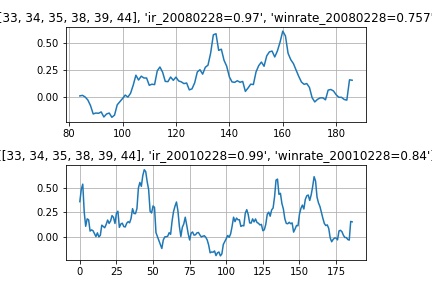 [33, 34, 35, 38, 39, 44], 'ir_20080228=0.97', 'winrate_20080228=0.757'
0.50
0.25
0.00
80 100 120 140 160 180
[[33, 34, 35, 38, 39, 44], 'ir_20010228=0.99', 'winrate_20010228=0.84']
0.50
0.25
0.00
0 25 50 75 100 125 150 175